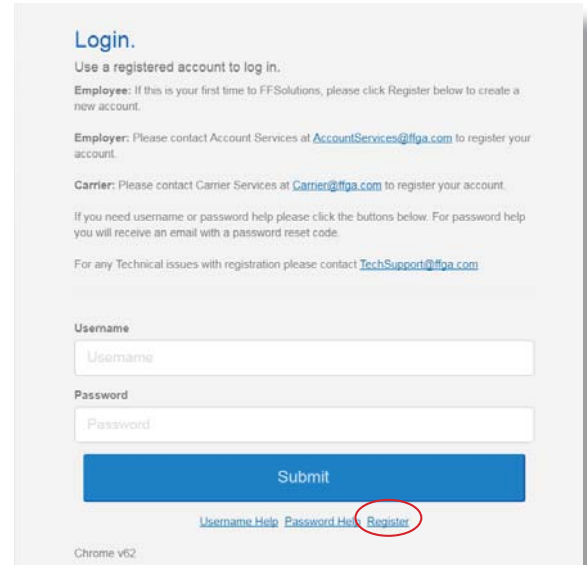 Login.
Use a registered account to log in.
Employee: If this is your first time to FFSolutions, please click Register below to create a
new account.
Employer: Please contact Account Services at AccountServices@ffga.com to register your
account.
Carrier: Please contact Carrier Services at Carrier@ffga.com to register your account.
If you need username or password help please click the buttons below. For password help
you will receive an email with a password reset code.
For any Technical issues with registration please contact TechSupport@ffga.com
Username
Username
Password
Password
Submit
Username Help Password Help Register
Chrome v62